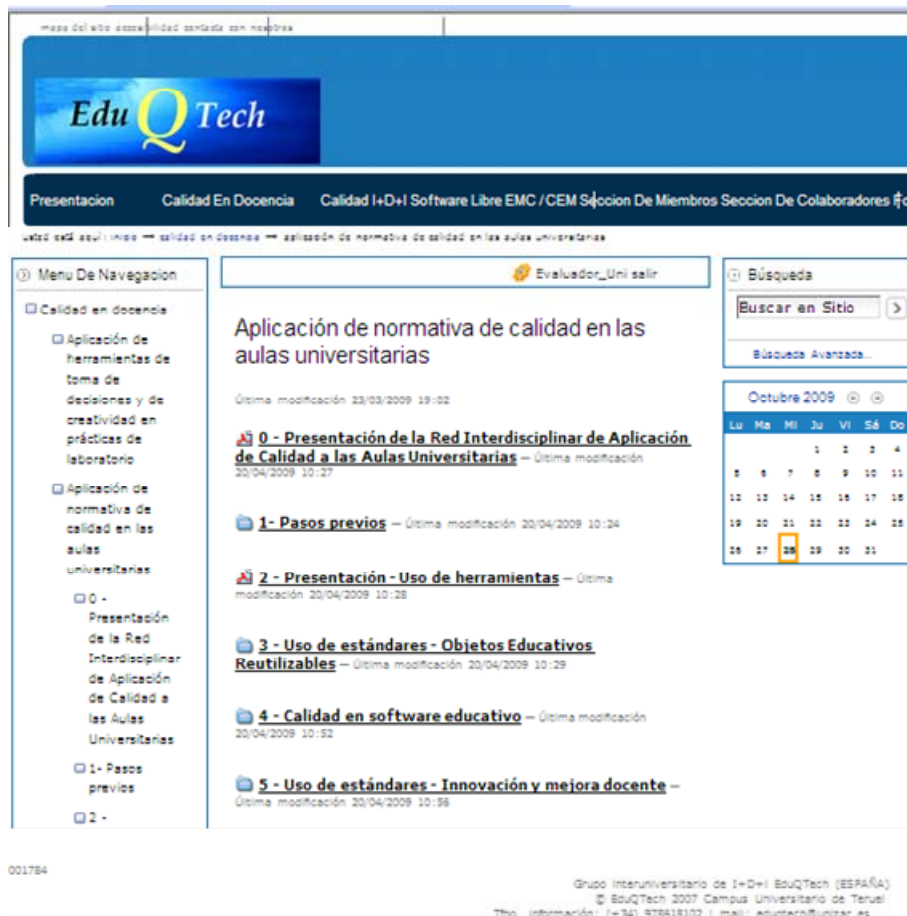 mapa del sitio accesibilidad contacta con nosotros
Edu Q Tech
Presentacion Calidad En Docencia Calidad I+D+I Software Libre EMC / CEM Seccion De Miembros Seccion De Colaboradores
usted está aquí: inicio → calidad en docencia → aplicación de normativa de calidad en las aulas universitarias
Menu De Navegacion
Calidad en docencia
Aplicación de
herramientas de
toma de
decisiones y de
creatividad en
prácticas de
laboratorio
Aplicación de
normativa de
calidad en las
aulas
universitarias
0 -
Presentación
de la Red
Interdisciplinar
de Aplicación
de Calidad a
las Aulas
Universitarias
1- Pasos
previos
2 -
Evaluador_Uni salir
Aplicación de normativa de calidad en las
aulas universitarias
Última modificación 23/03/2009 19:02
0 - Presentación de la Red Interdisciplinar de Aplicación
de Calidad a las Aulas Universitarias — Última modificación
20/04/2009 10:27
1- Pasos previos — Última modificación 20/04/2009 10:24
2 - Presentación - Uso de herramientas — Última
modificación 20/04/2009 10:28
3 - Uso de estándares - Objetos Educativos
Reutilizables — Última modificación 20/04/2009 10:29
4 - Calidad en software educativo — Última modificación
20/04/2009 10:52
5 - Uso de estándares - Innovación y mejora docente —
Última modificación 20/04/2009 10:56
Búsqueda
Buscar en Sitio
Búsqueda Avanzada...
Octubre 2009
Lu Ma Mi Ju Vi Sá Do
1 2 3 4
5 6 7 8 9 10 11
12 13 14 15 16 17 18
19 20 21 22 23 24 25
26 27 28 29 30 31
001784
Grupo Interuniversitario de I+D+I EduQTech (ESPAÑA)
© EduQTech 2007 Campus Universitario de Teruel
Tfno. información: (+34) 978618102 | mail: eduqtech@unizar.es